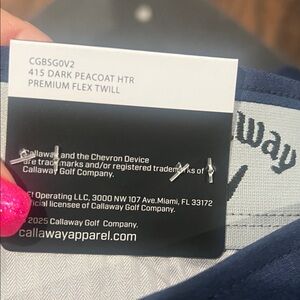 CGBSG0V2
415 DARK PEACOAT HTR
PREMIUM FLEX TWILL
Callaway and the Chevron Device
are trademarks and/or registered trademarks of
Callaway Golf Company.
Operating LLC, 3000 NW 107 Ave.Miami, FL 33172
licensee of Callaway Golf Company.
2025 Callaway Golf Company,
callawayapparel.com
way